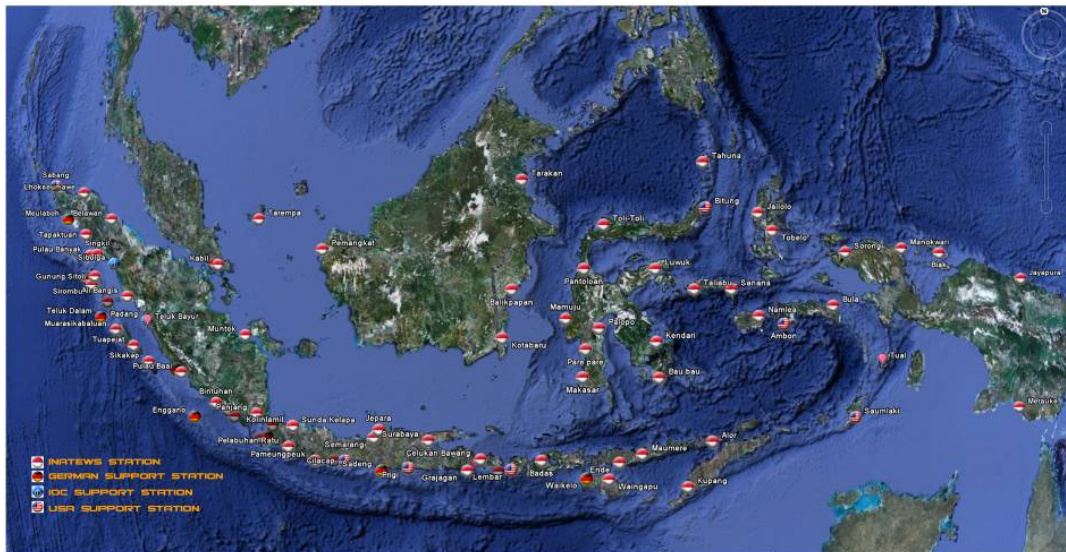 Sabang
Lhokseumawe
Meulaboh
Belawan
Tapaktuan
Singkil
Pulau Banyak
Sibolga
Gunung Sitoli
Sirombu
Air Bangis
Teluk Dalam
Padang
Teluk Bayur
Muarasikabaluan
Tuapejat
Sikakap
Pulau Baai
Bintuhan
Enggano
Panjang
Kolinlamil
Sunda Kelapa
Pelabuhan Ratu
Pameungpeuk
Cilacap
Sadeng
Semarang
Jepara
Surabaya
Prigi
Grajagan
Celukan Bawang
Lembar
Badas
Waikelo
Ende
Waingapu
Maumere
Alor
Kupang
Saumlaki
Tual
Merauke
Jayapura
Biak
Manokwari
Sorong
Bula
Ambon
Namlea
Sanana
Taliabu
Luwuk
Kendari
Bau bau
Palopo
Pare pare
Makasar
Mamuju
Pantoloan
Toli-Toli
Bitung
Tahuna
Jailolo
Tobelo
Tarakan
Balikpapan
Kotabaru
Pemangkat
Tarempa
Kabil
Muntok
INATEWS STATION
GERMAN SUPPORT STATION
IOC SUPPORT STATION
USA SUPPORT STATION